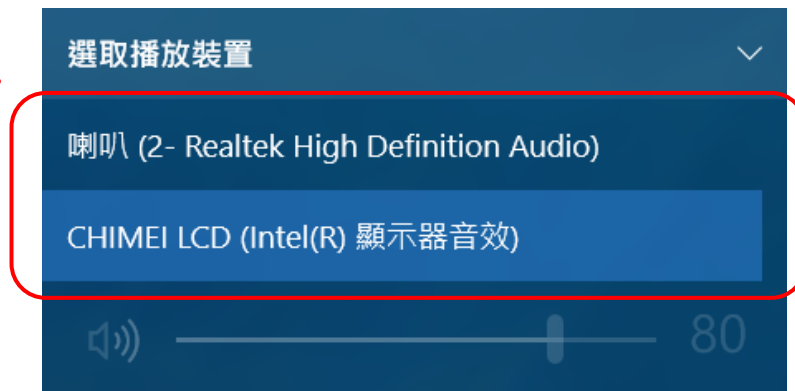 選取播放裝置
喇叭 (2- Realtek High Definition Audio)
CHIMEI LCD (Intel(R) 顯示器音效)
80